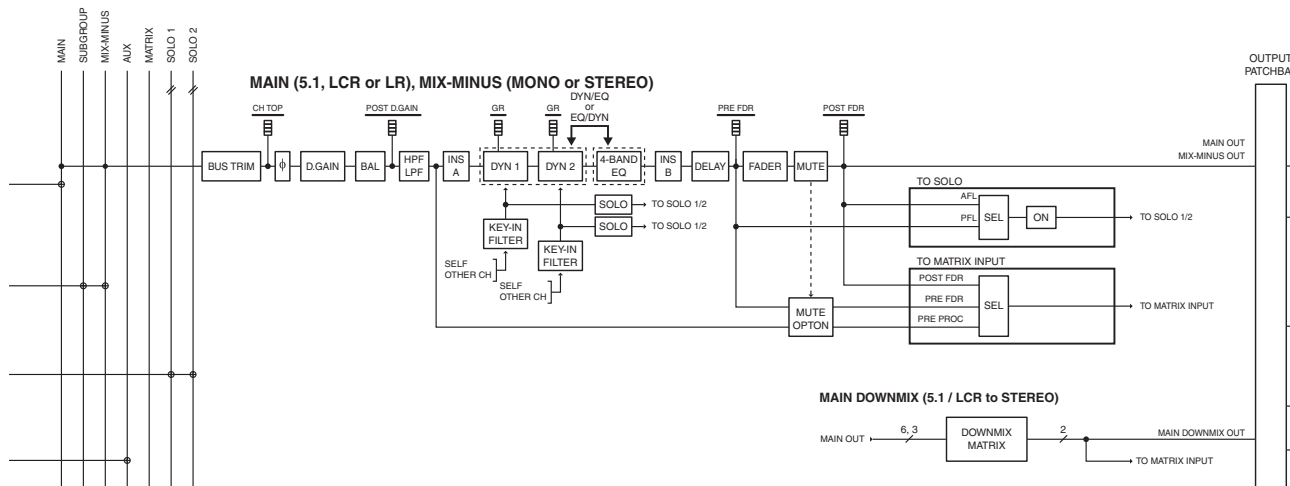 MAIN
SUBGROUP
MIX-MINUS
AUX
MATRIX
SOLO 1
SOLO 2
OUTPUT
PATCHBA
MAIN (5.1, LCR or LR), MIX-MINUS (MONO or STEREO)
CH TOP
POST D.GAIN
GR
GR
DYN/EQ
or
EQ/DYN
PRE FDR
POST FDR
BUS TRIM
ϕ
D.GAIN
BAL
HPF
LPF
INS
A
DYN 1
DYN 2
4-BAND
EQ
INS
B
DELAY
FADER
MUTE
MAIN OUT
MIX-MINUS OUT
SOLO
TO SOLO 1/2
SOLO
TO SOLO 1/2
KEY-IN
FILTER
KEY-IN
FILTER
SELF
OTHER CH
SELF
OTHER CH
TO SOLO
AFL
PFL
SEL
ON
TO SOLO 1/2
TO MATRIX INPUT
POST FDR
PRE FDR
PRE PROC
SEL
TO MATRIX INPUT
MUTE
OPTON
MAIN DOWNMIX (5.1 / LCR to STEREO)
MAIN OUT
6, 3
DOWNMIX
MATRIX
2
MAIN DOWNMIX OUT
TO MATRIX INPUT